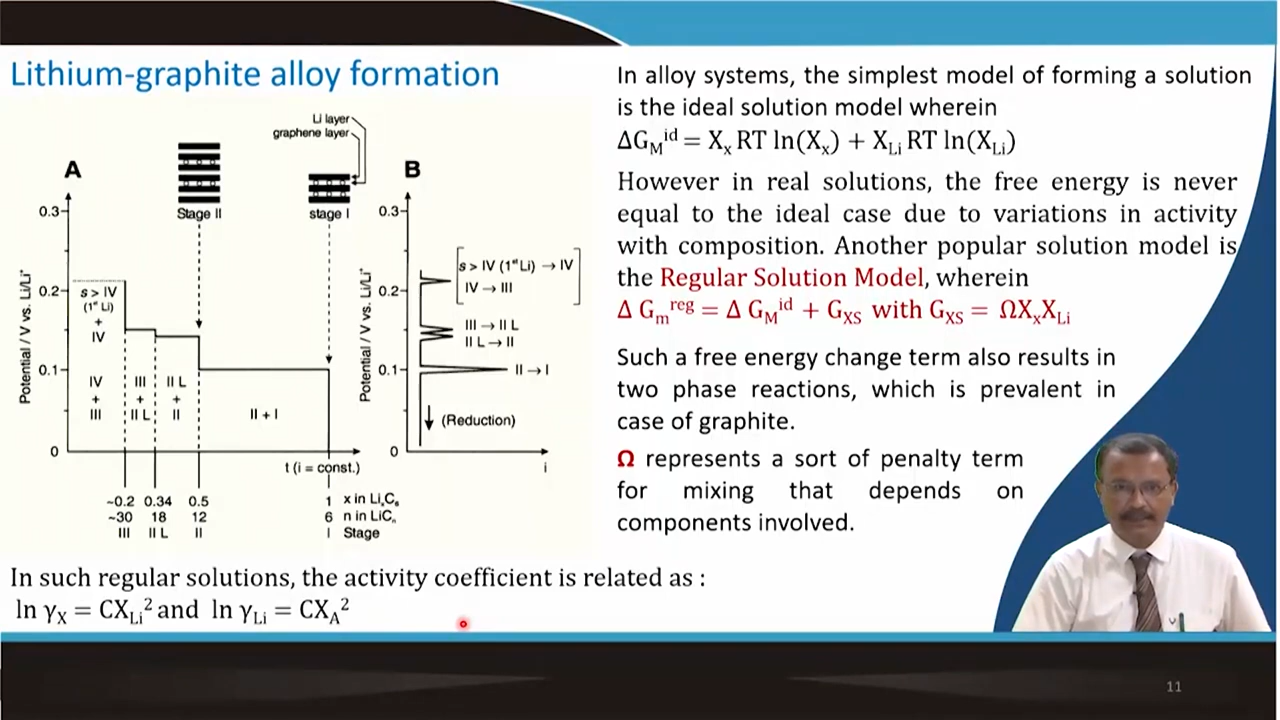 Lithium-graphite alloy formation
Li layer
graphene layer
A
Stage II
stage I
B
0.3
0.2
0.1
0
Potential / V vs. Li/Li⁺
s > IV
(1ˢᵗ Li)
+
IV
IV
+
III
III
+
II L
II L
+
II
II + I
t (i = const.)
~0.2 0.34 0.5 1 x in LiₓC₆
~30 18 12 6 n in LiCₙ
III II L II I Stage
0.3
0.2
0.1
0
Potential / V vs. Li/Li⁺
s > IV (1ˢᵗ Li) → IV
IV → III
III → II L
II L → II
II → I
(Reduction)
i
In alloy systems, the simplest model of forming a solution
is the ideal solution model wherein
ΔG_M^id = Xₓ RT ln(Xₓ) + X_Li RT ln(X_Li)
However in real solutions, the free energy is never
equal to the ideal case due to variations in activity
with composition. Another popular solution model is
the Regular Solution Model, wherein
Δ G_m^reg = Δ G_M^id + G_XS with G_XS = ΩXₓX_Li
Such a free energy change term also results in
two phase reactions, which is prevalent in
case of graphite.
Ω represents a sort of penalty term
for mixing that depends on
components involved.
In such regular solutions, the activity coefficient is related as :
ln γ_X = CX_Li² and ln γ_Li = CX_A²
11